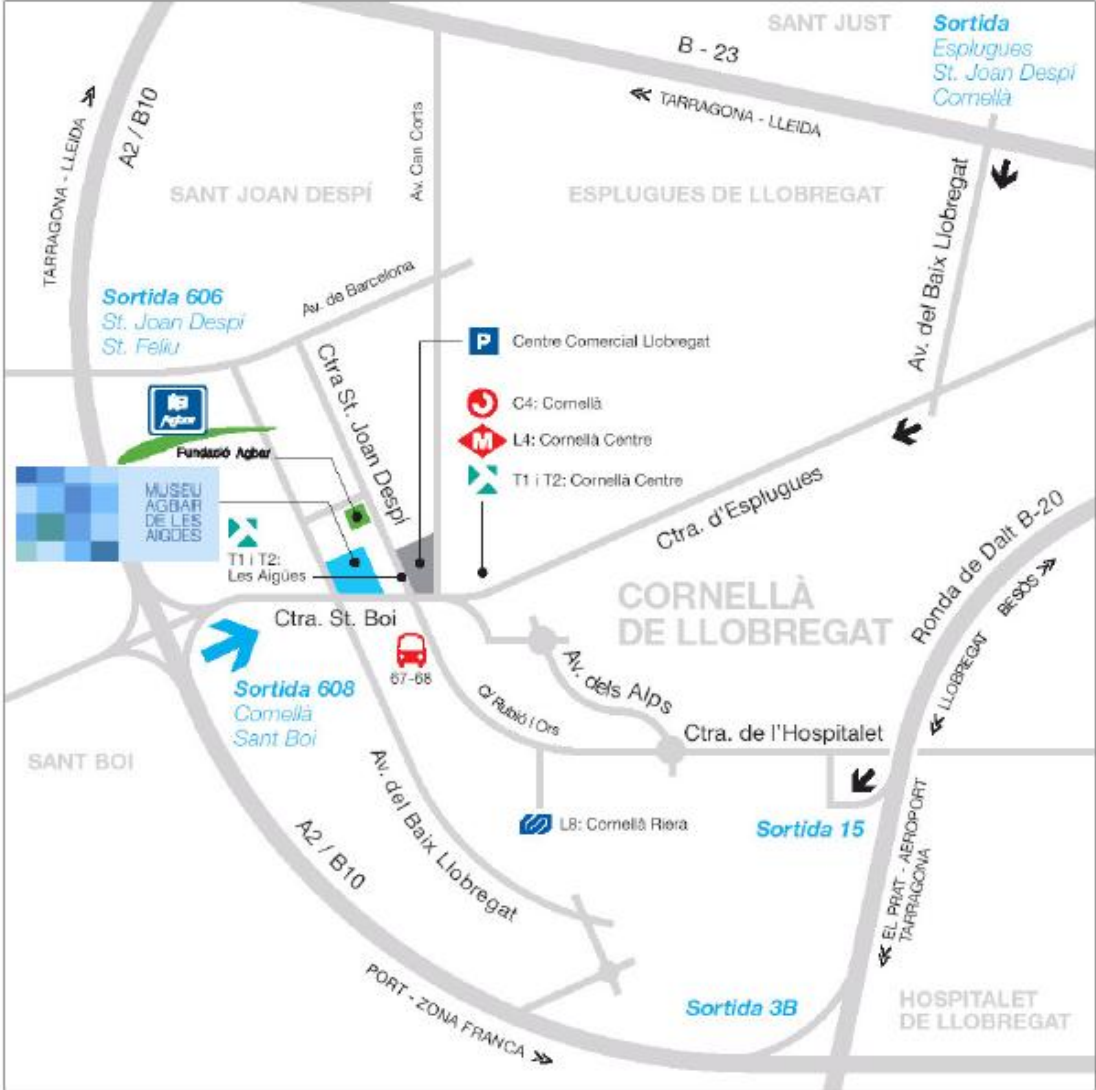 SANT JUST
Sortida
Esplugues
St. Joan Despí
Cornellà
B - 23
TARRAGONA - LLEIDA
A2 / B10
TARRAGONA - LLEIDA
Av. Can Corts
SANT JOAN DESPÍ
ESPLUGUES DE LLOBREGAT
Av. del Baix Llobregat
Av. de Barcelona
Sortida 606
St. Joan Despí
St. Feliu
P
Centre Comercial Llobregat
Ctra St. Joan Despí
Agbar
C4: Cornellà
Fundació Agbar
M
L4: Cornellà Centre
T1 i T2: Cornellà Centre
MUSEU
AGBAR
DE LES
AIGÜES
Ctra. d'Esplugues
T1 i T2:
Les Aigües
Ronda de Dalt B-20
BESÒS
LLOBREGAT
CORNELLÀ
DE LLOBREGAT
Ctra. St. Boi
67-68
Av. dels Alps
Sortida 608
Cornellà
Sant Boi
C/ Rubió i Ors
Ctra. de l'Hospitalet
SANT BOI
Av. del Baix Llobregat
L8: Cornellà Riera
Sortida 15
A2 / B10
EL PRAT - AEROPORT
TARRAGONA
PORT - ZONA FRANCA
Sortida 3B
HOSPITALET
DE LLOBREGAT